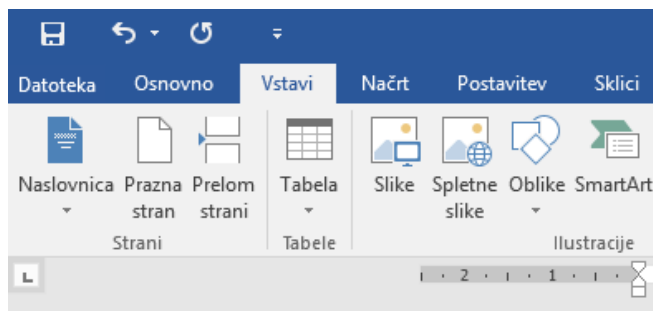 Datoteka Osnovno Vstavi Načrt Postavitev Sklici
Naslovnica Prazna stran Prelom strani Tabela Slike Spletne slike Oblike SmartArt
Strani Tabele Ilustracije
L 2 1